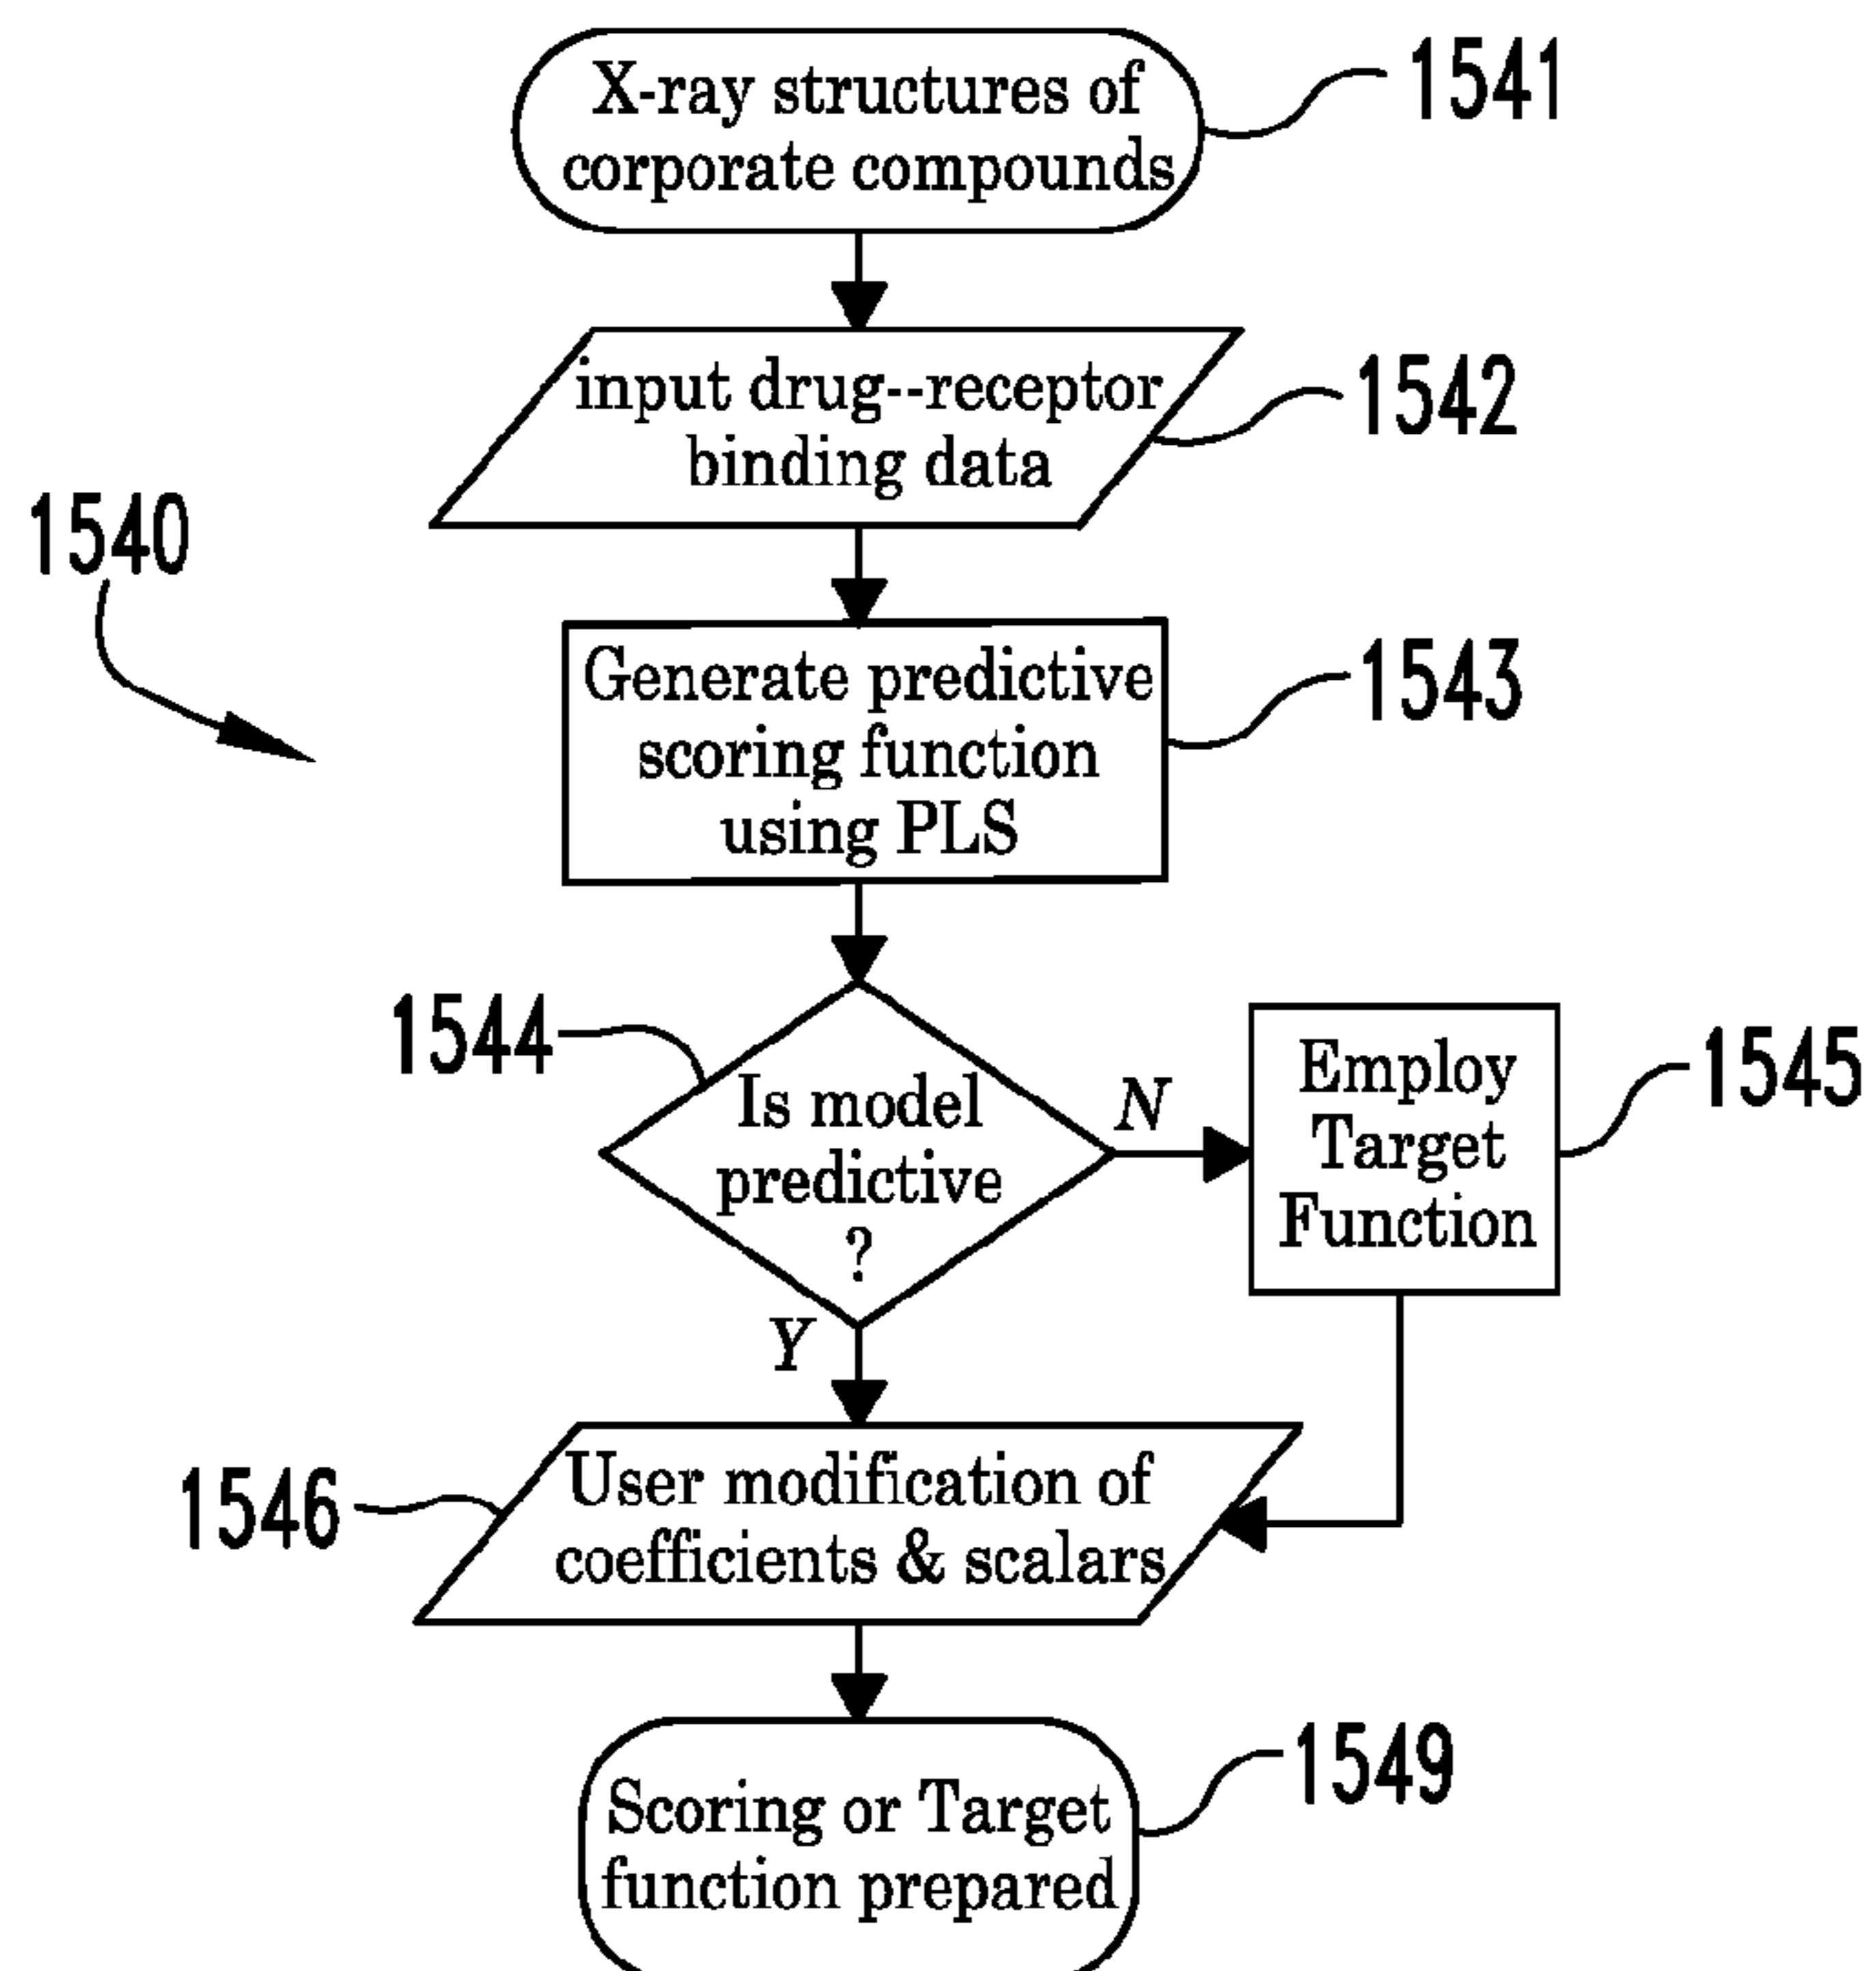 X-ray structures of
corporate compounds
1541
input drug--receptor
binding data
1542
1540
Generate predictive
scoring function
using PLS
1543
1544
Is model
predictive
?
N
Y
Employ
Target
Function
1545
User modification of
coefficients & scalars
1546
Scoring or Target
function prepared
1549